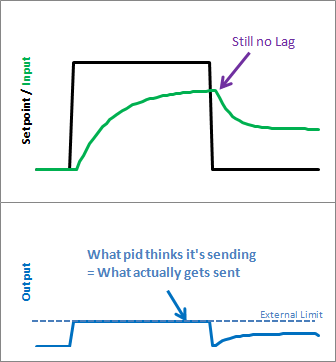 Still no Lag
Setpoint / Input
What pid thinks it's sending
= What actually gets sent
External Limit
Output